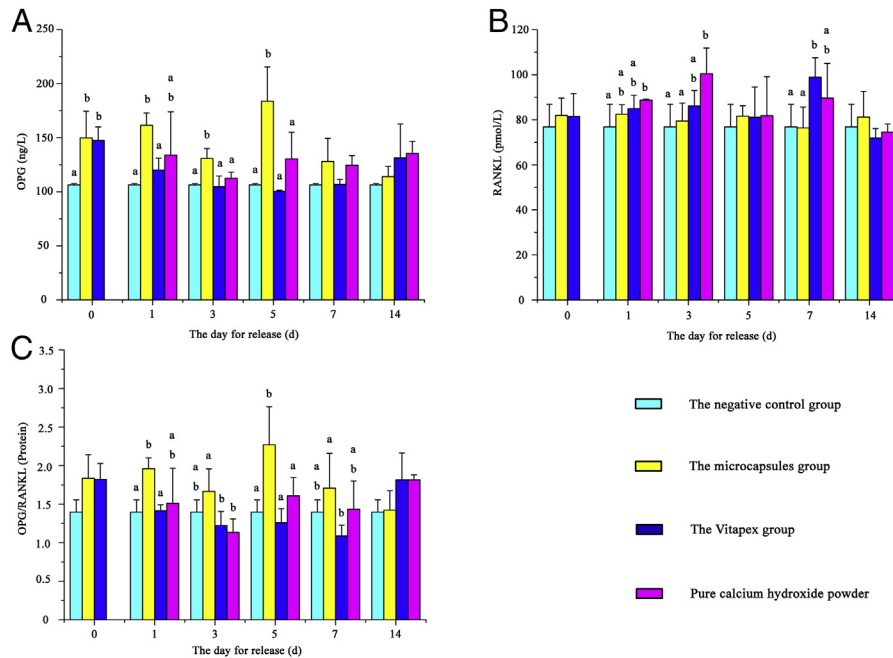 A
OPG (ng/L)
250
200
150
100
50
0
a b b
a b a a
b
a b a a
a b a a
0 1 3 5 7 14
The day for release (d)
B
RANKL (pmol/L)
120
100
80
60
40
20
0
a a
b a
b b
a a a
b b
a a b a
b
0 1 3 5 7 14
The day for release (d)
C
OPG/RANKL (Protein)
3.5
3.0
2.5
2.0
1.5
1.0
0.5
0
a b a a
b
a
b a b b
a b a a
a
b a b a
b
0 1 3 5 7 14
The day for release (d)
The negative control group
The microcapsules group
The Vitapex group
Pure calcium hydroxide powder